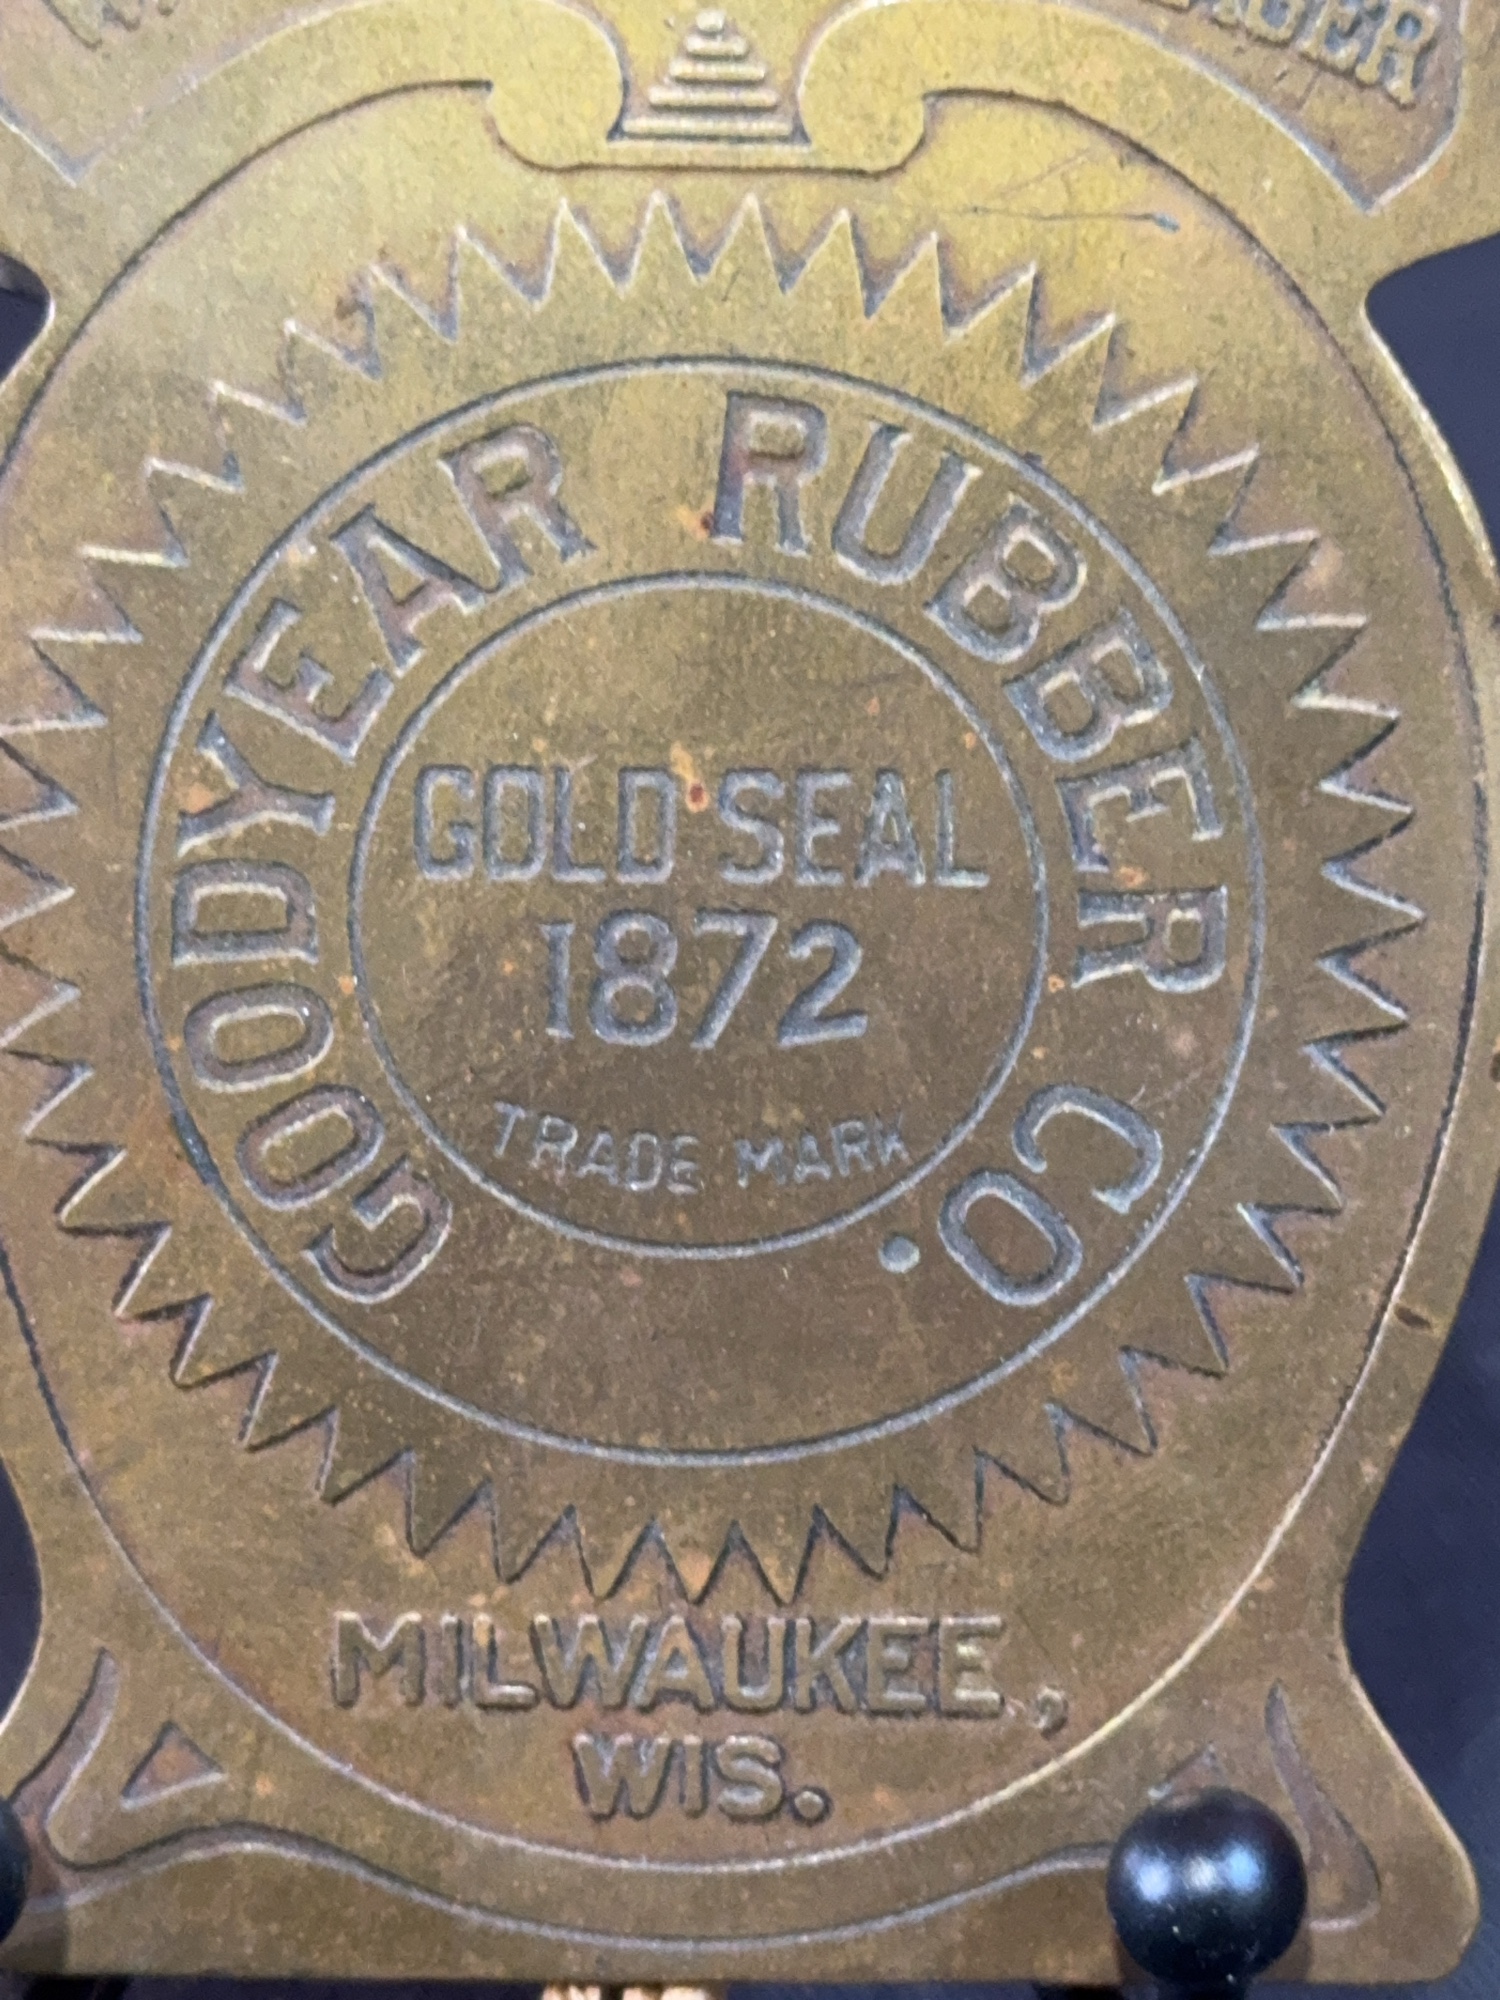 GOODYEAR RUBBER CO.
GOLD SEAL
1872
TRADE MARK
MILWAUKEE,
WIS.